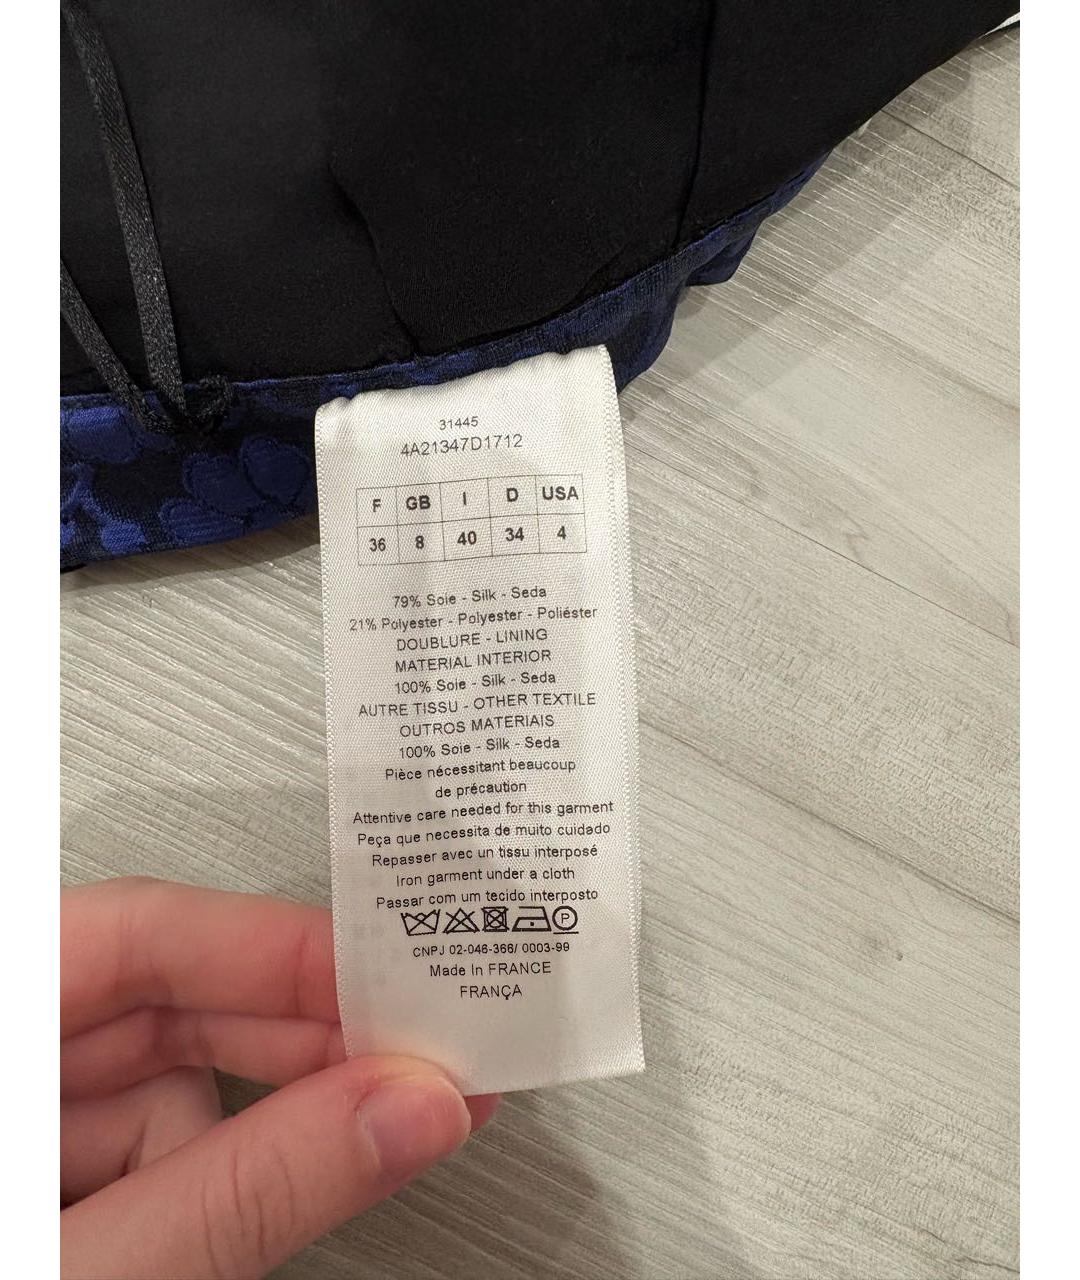 31445
4A21347D1712
F GB I D USA
36 8 40 34 4
79% Soie - Silk - Seda
21% Polyester - Polyester - Poliéster
DOUBLURE - LINING
MATERIAL INTERIOR
100% Soie - Silk - Seda
AUTRE TISSU - OTHER TEXTILE
OUTROS MATERIAIS
100% Soie - Silk - Seda
Pièce nécessitant beaucoup
de précaution
Attentive care needed for this garment
Peça que necessita de muito cuidado
Repasser avec un tissu interposé
Iron garment under a cloth
Passar com um tecido interposto
P
CNPJ 02-046-366/ 0003-99
Made In FRANCE
FRANÇA